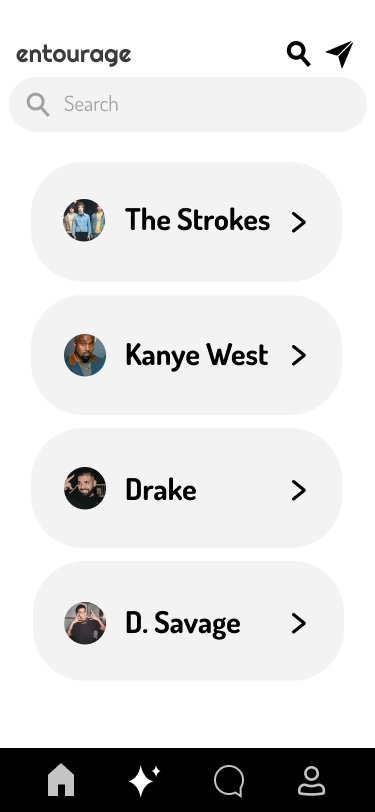 entourage
Search
The Strokes
Kanye West
Drake
D. Savage